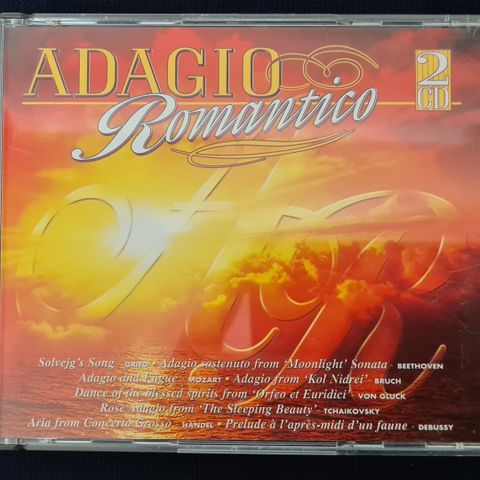 ADAGIO
Romantico
2
CD
Solvejg's Song - GRIEG • Adagio sostenuto from 'Moonlight' Sonata - BEETHOVEN
Adagio and Fugue - MOZART • Adagio from 'Kol Nidrei' - BRUCH
Dance of the blessed spirits from 'Orfeo et Euridici' - VON GLUCK
Rose Adagio from 'The Sleeping Beauty' - TCHAIKOVSKY
Aria from Concerto Grosso - HANDEL • Prelude à l'après-midi d'un faune - DEBUSSY